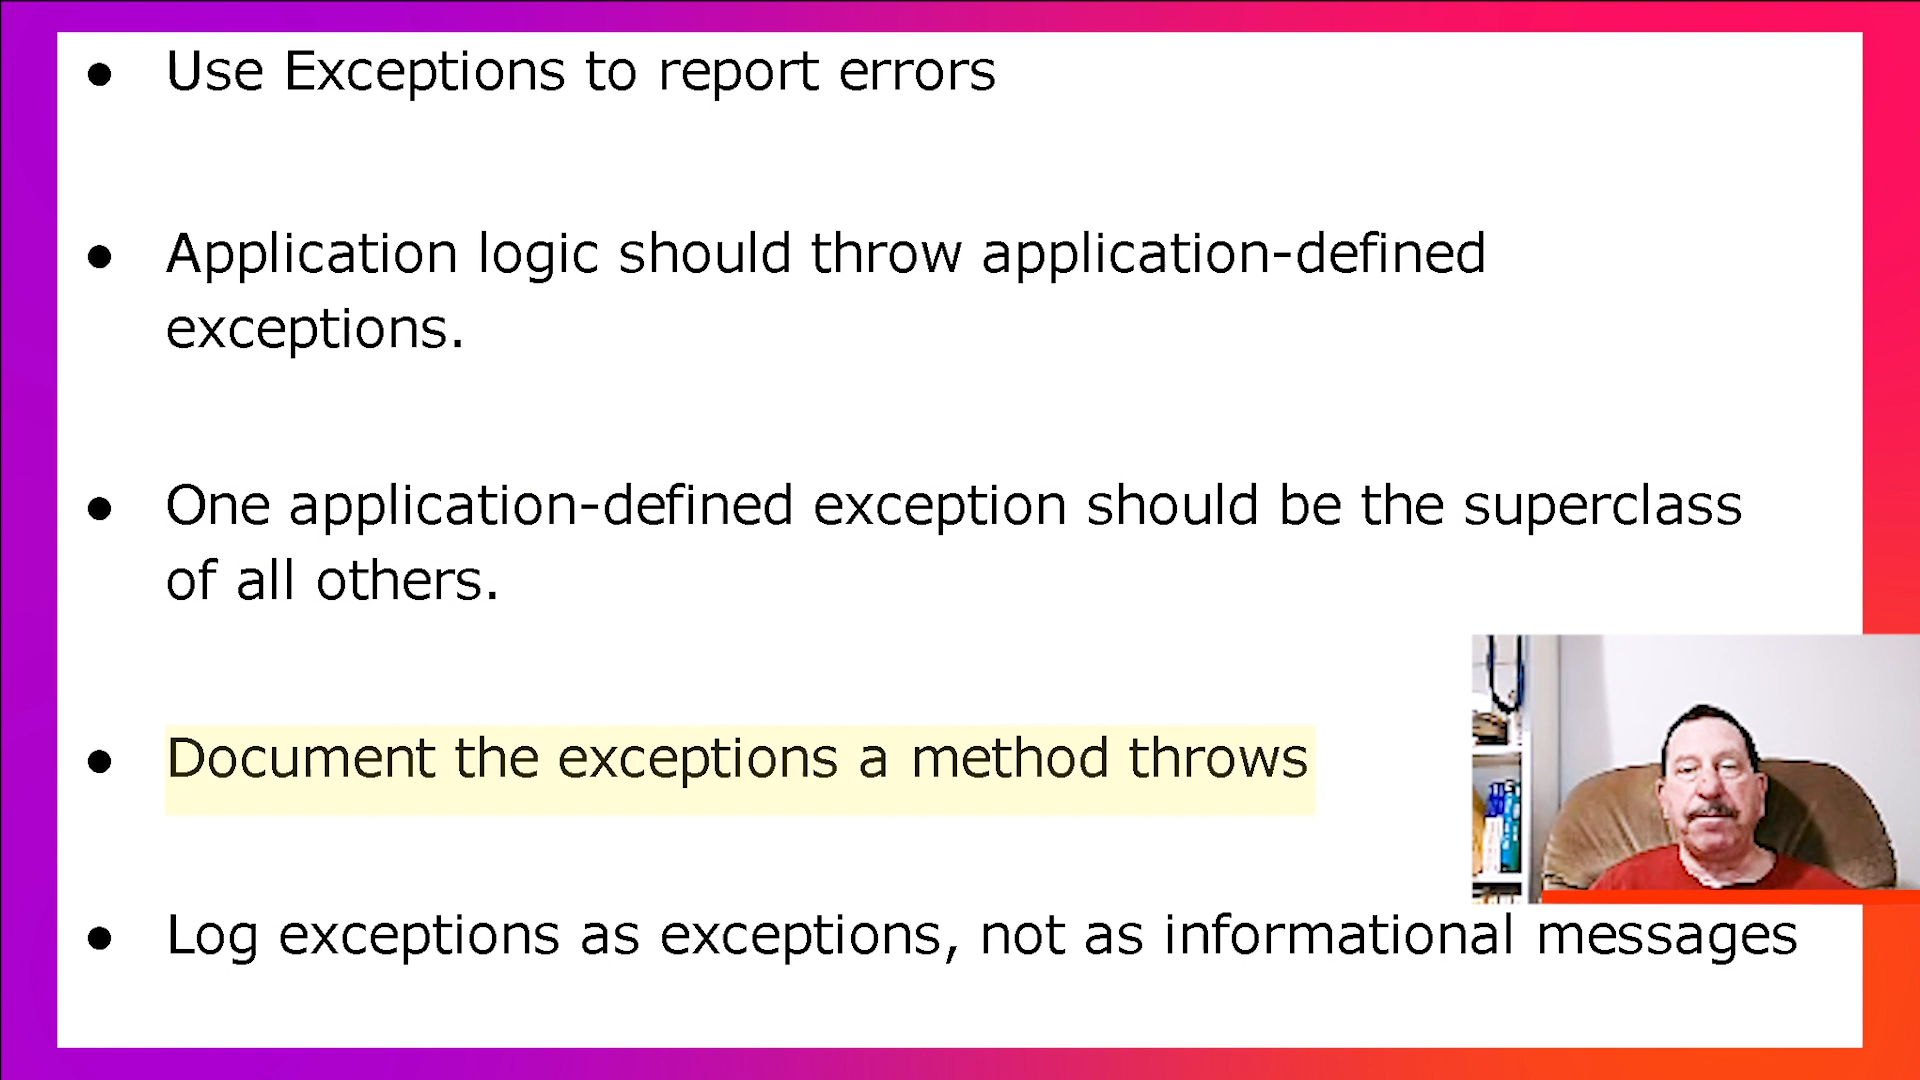 ● Use Exceptions to report errors
● Application logic should throw application-defined
exceptions.
● One application-defined exception should be the superclass
of all others.
● Document the exceptions a method throws
● Log exceptions as exceptions, not as informational messages